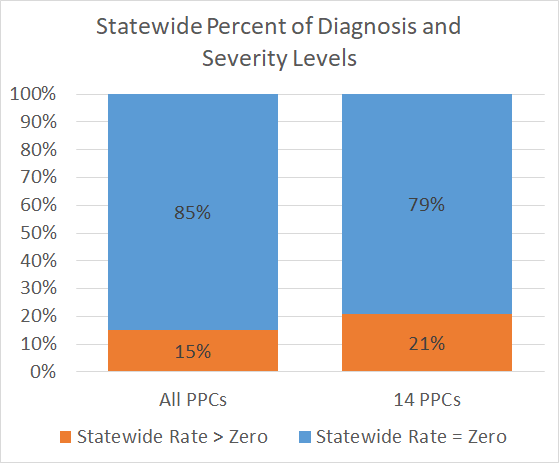 Statewide Percent of Diagnosis and
Severity Levels
100%
90%
80%
70%
60%
50%
40%
30%
20%
10%
0%
85%
79%
15%
21%
All PPCs
14 PPCs
Statewide Rate > Zero
Statewide Rate = Zero